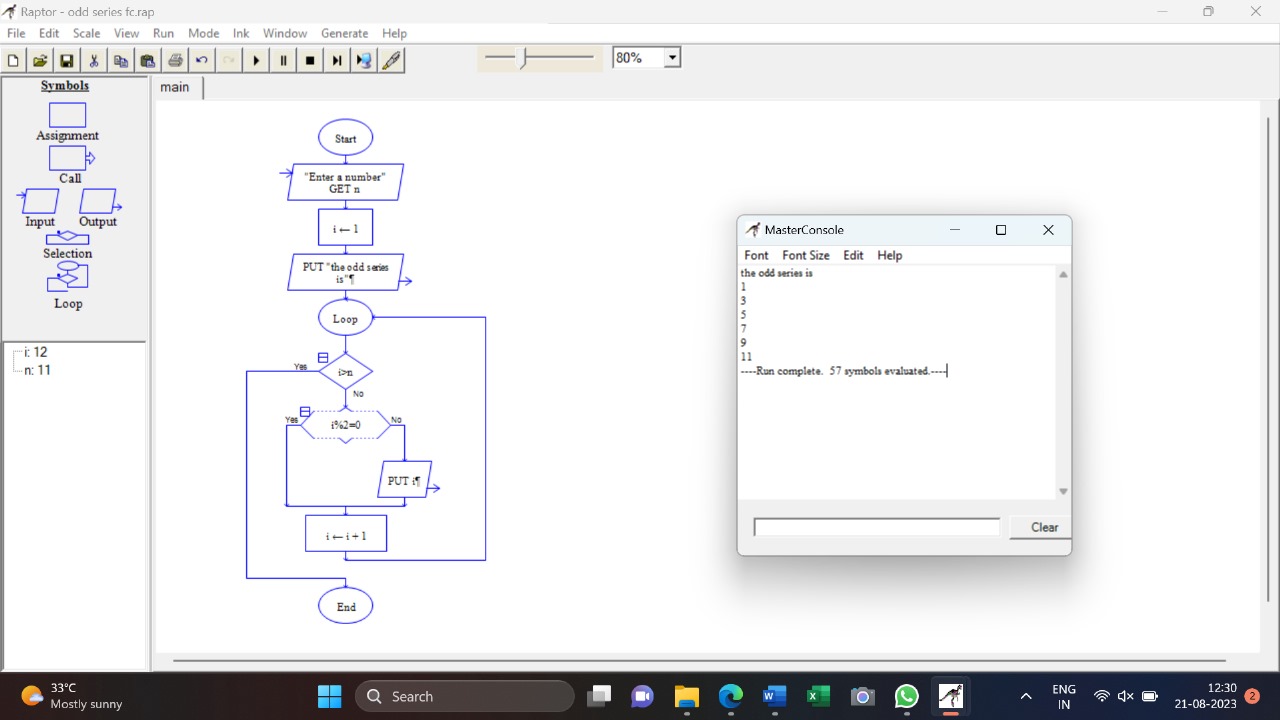 Raptor - odd series fc.rap
File Edit Scale View Run Mode Ink Window Generate Help
80%
Symbols
Assignment
Call
Input Output
Selection
Loop
i: 12
n: 11
main
Start
"Enter a number"
GET n
i ← 1
PUT "the odd series
is"¶
Loop
Yes
i>n
No
Yes
i%2=0
No
PUT i¶
i ← i + 1
End
MasterConsole
Font Font Size Edit Help
the odd series is
1
3
5
7
9
11
----Run complete. 57 symbols evaluated.----
Clear
33°C
Mostly sunny
Search
ENG
IN
12:30
21-08-2023
2